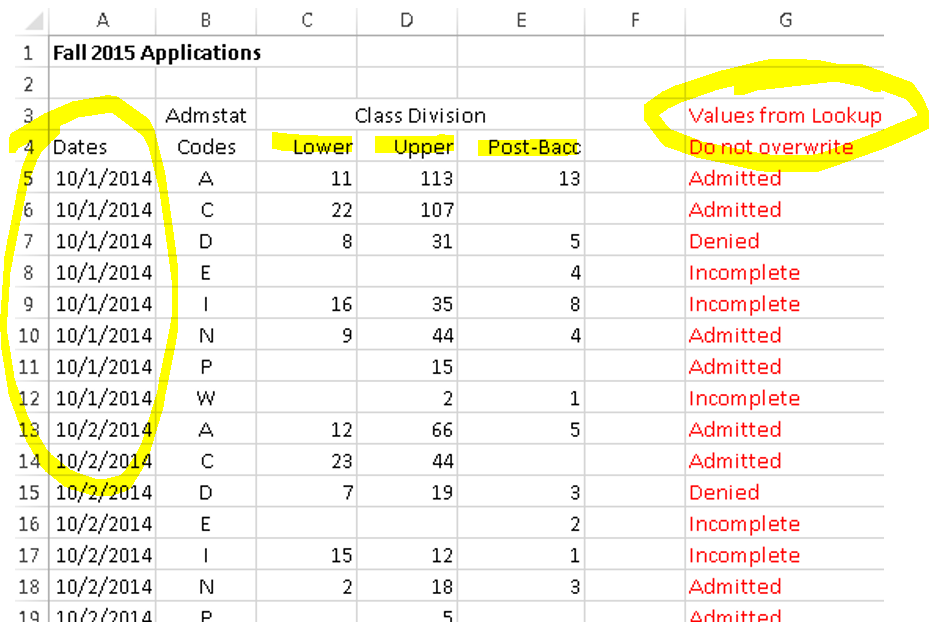 A B C D E F G
1 Fall 2015 Applications
2
3 Admstat Class Division Values from Lookup
4 Dates Codes Lower Upper Post-Bacc Do not overwrite
5 10/1/2014 A 11 113 13 Admitted
6 10/1/2014 C 22 107 Admitted
7 10/1/2014 D 8 31 5 Denied
8 10/1/2014 E 4 Incomplete
9 10/1/2014 I 16 35 8 Incomplete
10 10/1/2014 N 9 44 4 Admitted
11 10/1/2014 P 15 Admitted
12 10/1/2014 W 2 1 Incomplete
13 10/2/2014 A 12 66 5 Admitted
14 10/2/2014 C 23 44 Admitted
15 10/2/2014 D 7 19 3 Denied
16 10/2/2014 E 2 Incomplete
17 10/2/2014 I 15 12 1 Incomplete
18 10/2/2014 N 2 18 3 Admitted
19 10/2/2014 P 5 Admitted